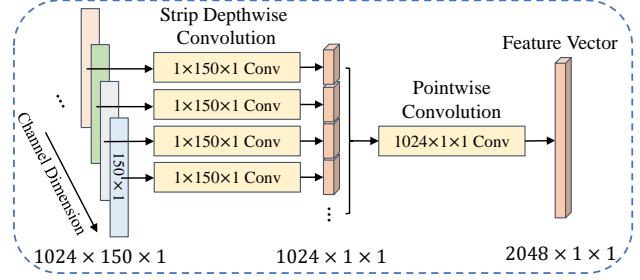 Strip Depthwise
Convolution
Feature Vector
1×150×1 Conv
1×150×1 Conv
1×150×1 Conv
1×150×1 Conv
Pointwise
Convolution
1024×1×1 Conv
...
Channel Dimension
150×1
...
1024 × 150 × 1
1024 × 1 × 1
2048 × 1 × 1